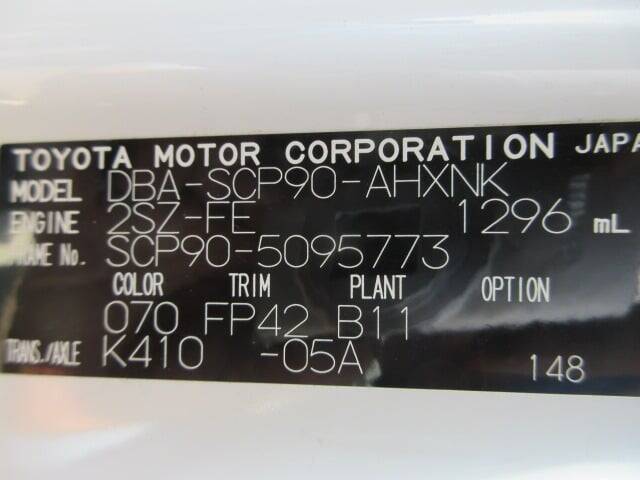 TOYOTA MOTOR CORPORATION JAPA
MODEL DBA-SCP90-AHXNK
ENGINE 2SZ-FE 1296 mL
FRAME No. SCP90-5095773
COLOR TRIM PLANT OPTION
070 FP42 B11
TRANS./AXLE K410 -05A 148